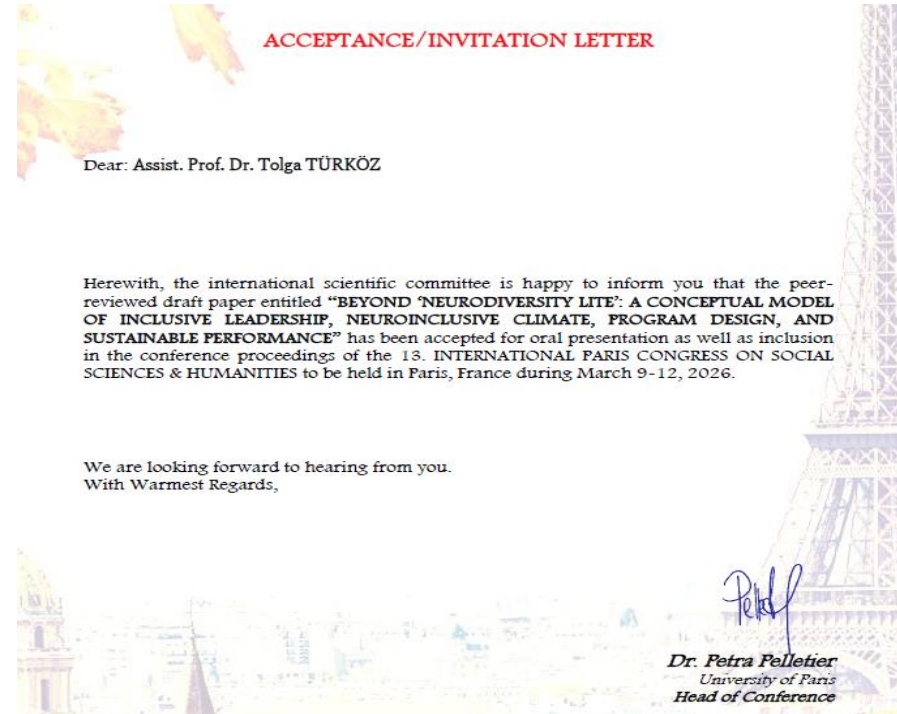 ACCEPTANCE/INVITATION LETTER
Dear: Assist. Prof. Dr. Tolga TÜRKÖZ
Herewith, the international scientific committee is happy to inform you that the peer-
reviewed draft paper entitled “BEYOND ‘NEURODIVERSITY LITE’: A CONCEPTUAL MODEL
OF INCLUSIVE LEADERSHIP, NEUROINCLUSIVE CLIMATE, PROGRAM DESIGN, AND
SUSTAINABLE PERFORMANCE” has been accepted for oral presentation as well as inclusion
in the conference proceedings of the 13. INTERNATIONAL PARIS CONGRESS ON SOCIAL
SCIENCES & HUMANITIES to be held in Paris, France during March 9-12, 2026.
We are looking forward to hearing from you.
With Warmest Regards,
Dr. Petra Pelletier
University of Paris
Head of Conference